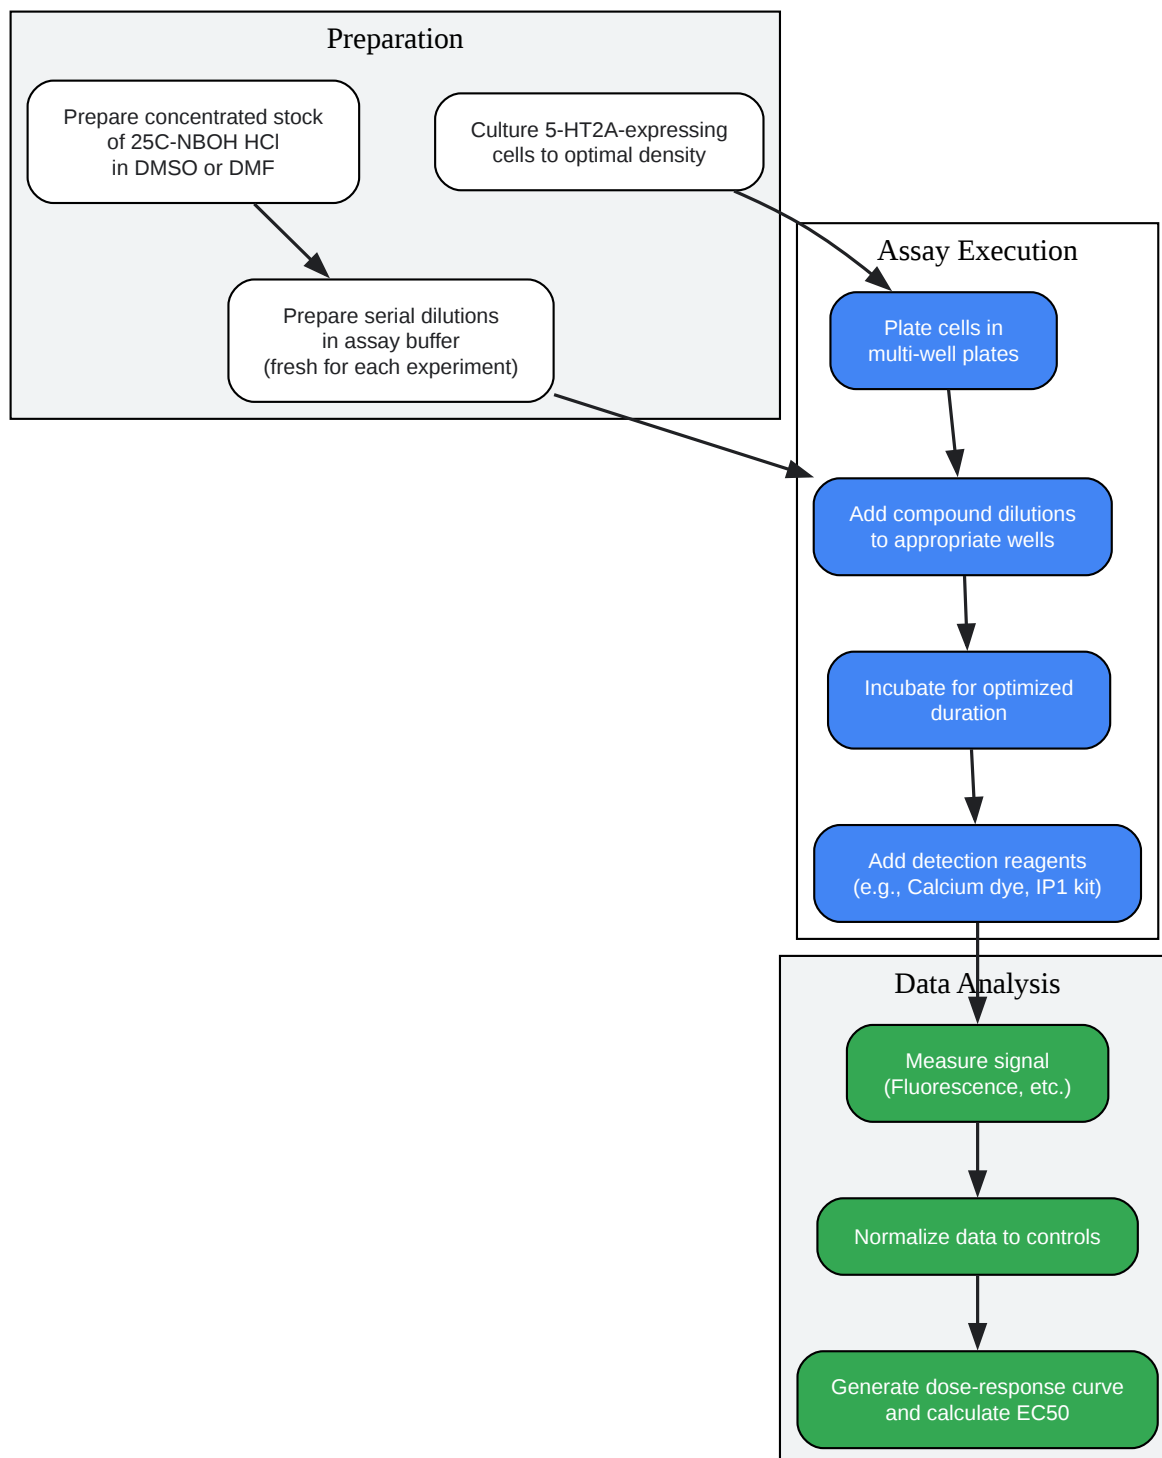 Preparation
Prepare concentrated stock
of 25C-NBOH HCl
in DMSO or DMF
Culture 5-HT2A-expressing
cells to optimal density
Prepare serial dilutions
in assay buffer
(fresh for each experiment)
Assay Execution
Plate cells in
multi-well plates
Add compound dilutions
to appropriate wells
Incubate for optimized
duration
Add detection reagents
(e.g., Calcium dye, IP1 kit)
Data Analysis
Measure signal
(Fluorescence, etc.)
Normalize data to controls
Generate dose-response curve
and calculate EC50